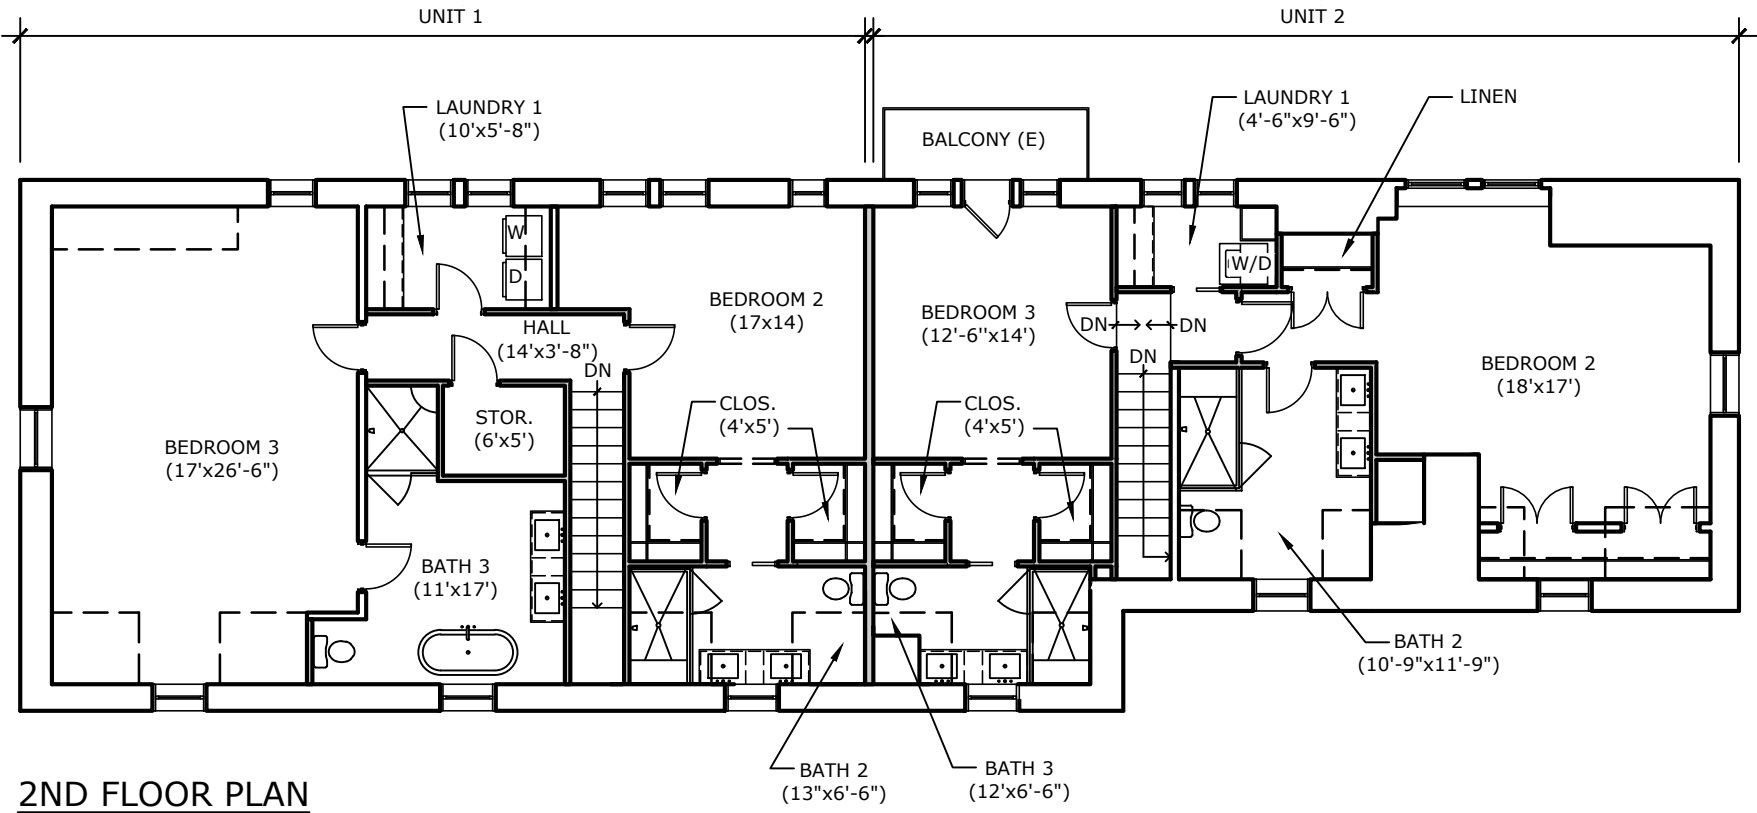 UNIT 1
UNIT 2
LAUNDRY 1
(10'x5'-8")
LAUNDRY 1
(4'-6"x9'-6")
LINEN
BALCONY (E)
W
D
W/D
BEDROOM 2
(17x14)
BEDROOM 3
(12'-6''x14')
HALL
(14'x3'-8")
DN
DN
DN
DN
BEDROOM 2
(18'x17')
STOR.
(6'x5')
CLOS.
(4'x5')
CLOS.
(4'x5')
BEDROOM 3
(17'x26'-6")
BATH 3
(11'x17')
BATH 2
(10'-9"x11'-9")
BATH 2
(13"x6'-6")
BATH 3
(12'x6'-6")
2ND FLOOR PLAN